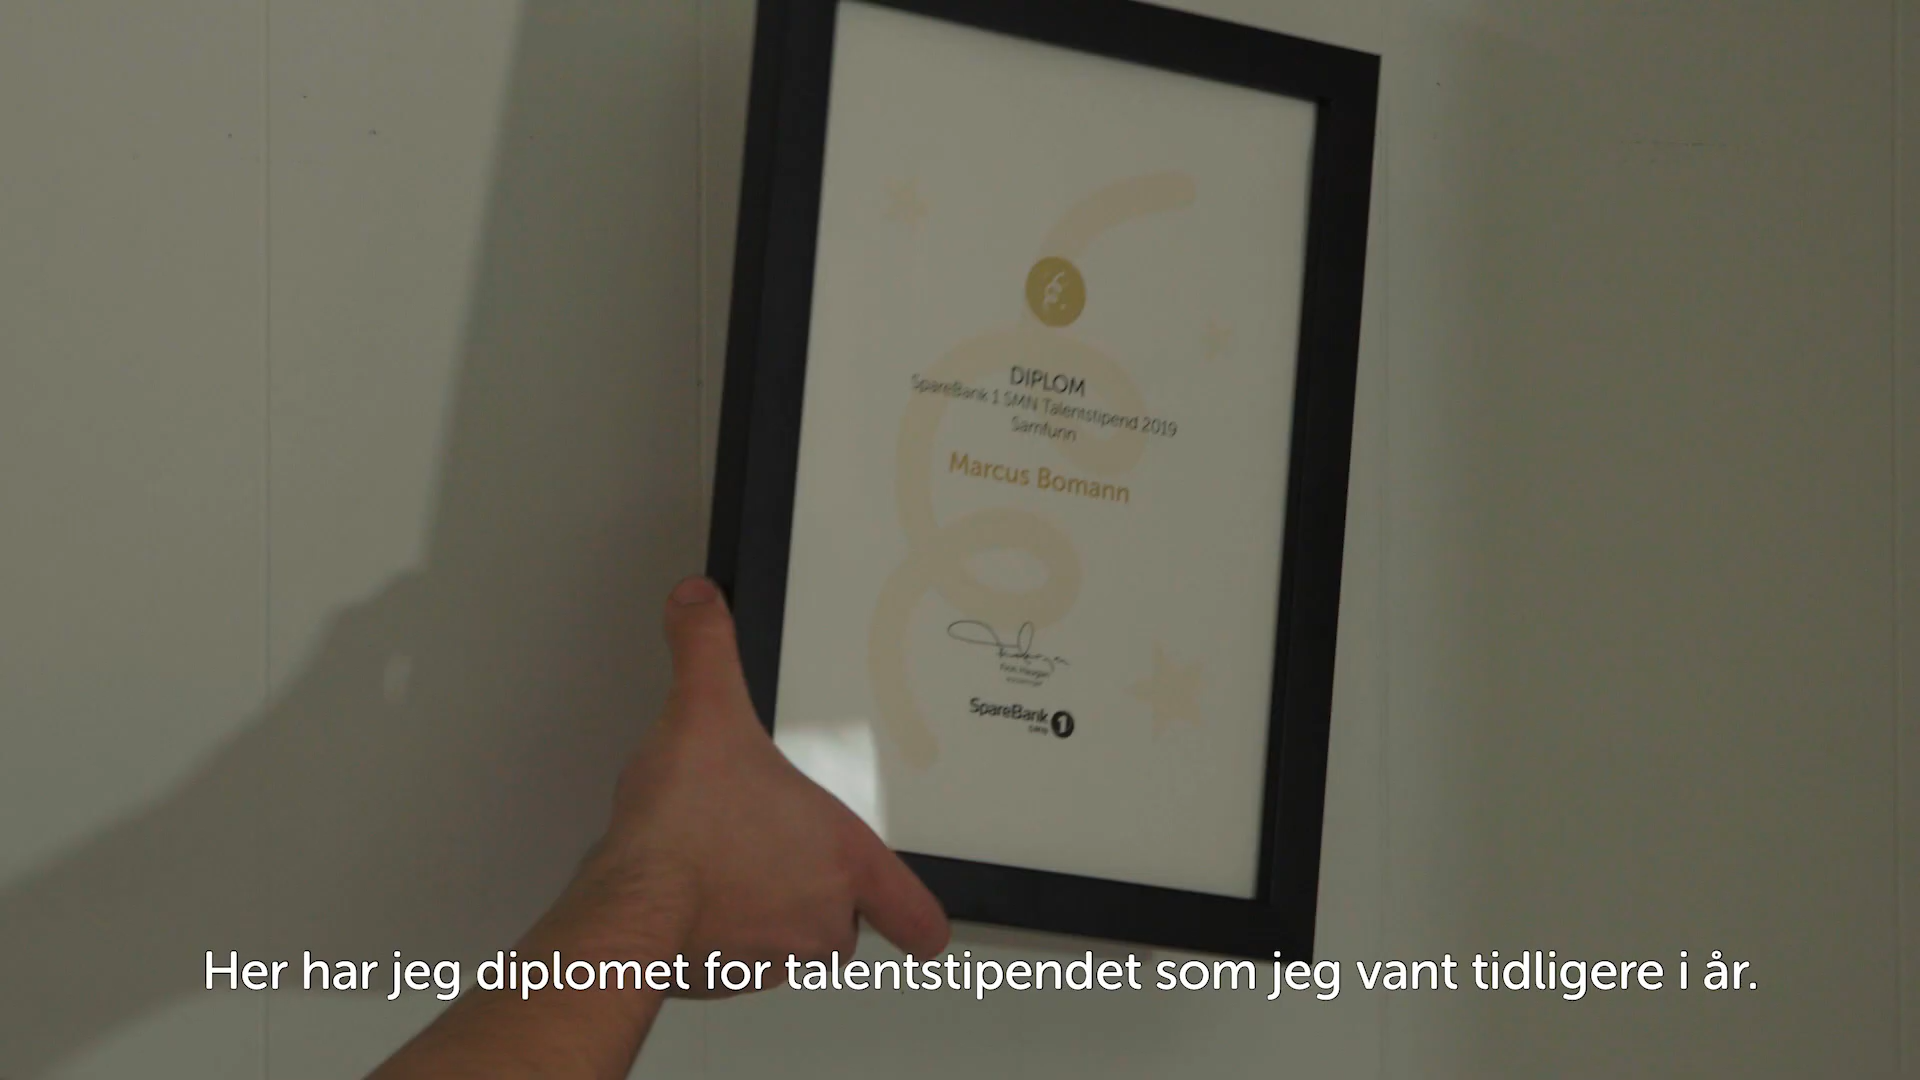 DIPLOM
SpareBank 1 SMN Talentstipend 2019
Samfunn
Marcus Bomann
SpareBank 1
SMN
Her har jeg diplomet for talentstipendet som jeg vant tidligere i år.